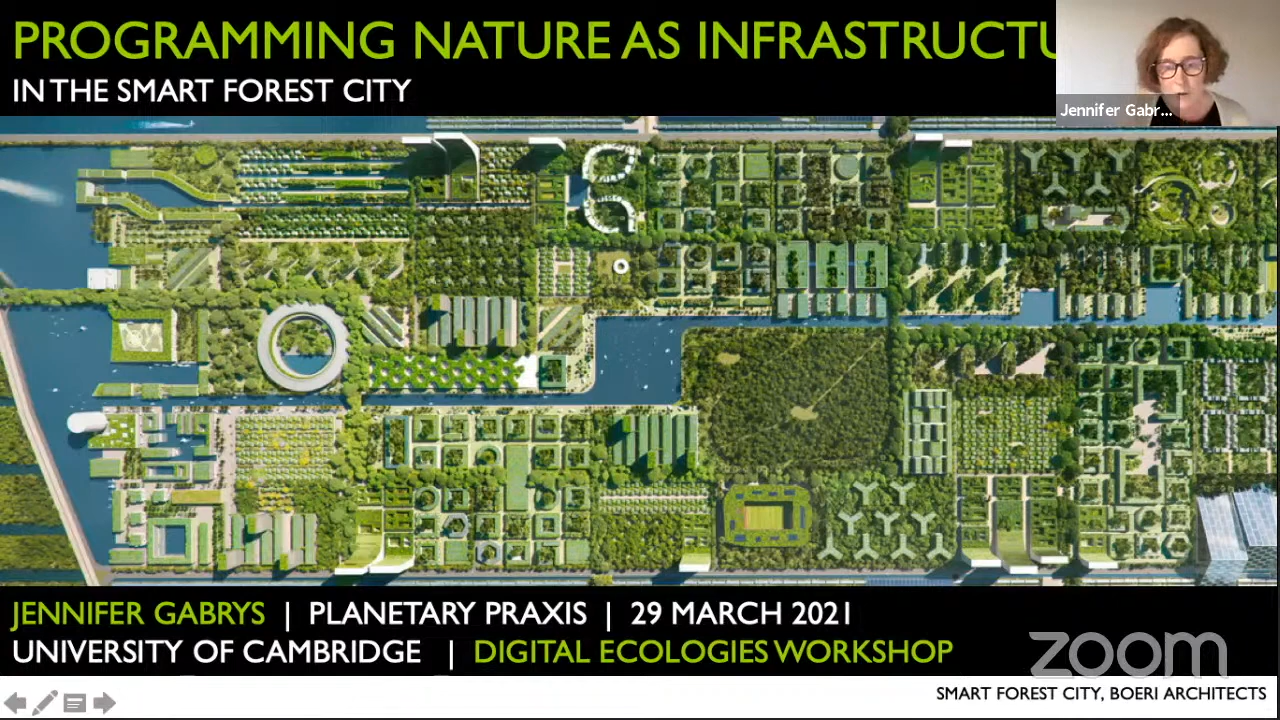 PROGRAMMING NATURE AS INFRASTRUCTU
IN THE SMART FOREST CITY
Jennifer Gabr...
JENNIFER GABRYS | PLANETARY PRAXIS | 29 MARCH 2021
UNIVERSITY OF CAMBRIDGE | DIGITAL ECOLOGIES WORKSHOP
zoom
SMART FOREST CITY, BOERI ARCHITECTS